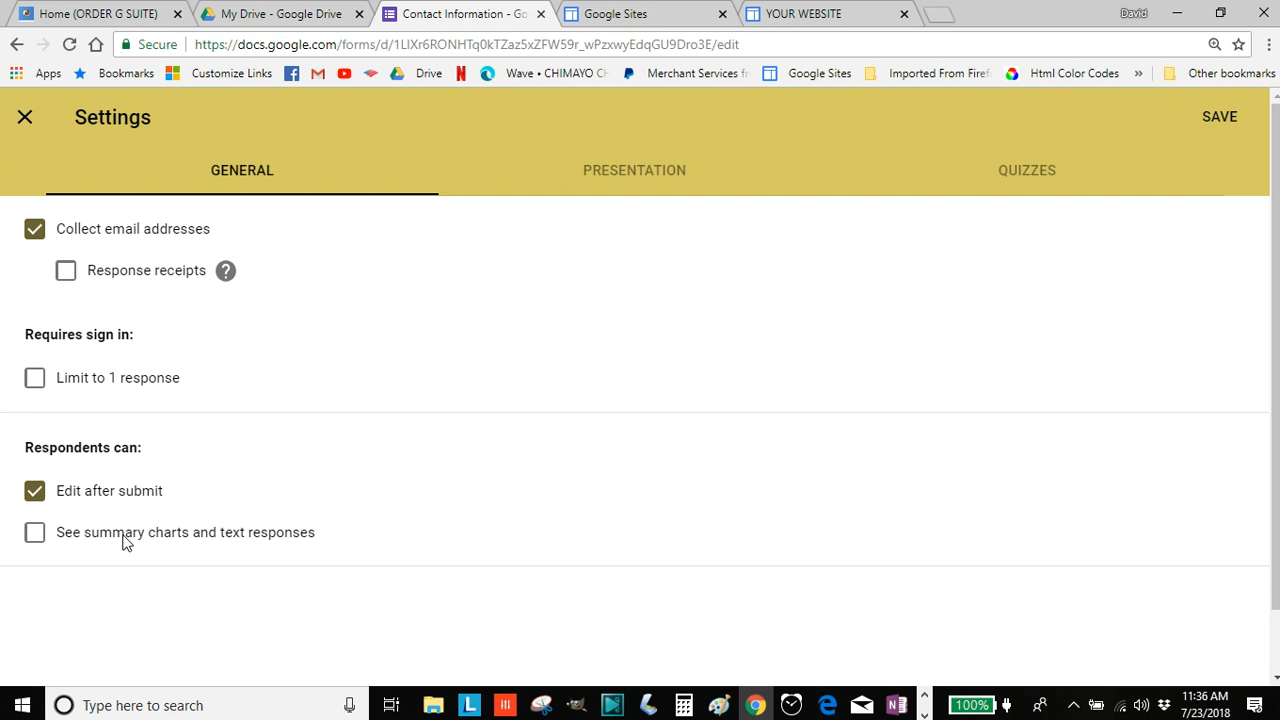 Home (ORDER G SUITE)
My Drive - Google Drive
Contact Information - Go
Google Sites
YOUR WEBSITE
David
Secure
https://docs.google.com/forms/d/1LIXr6RONHTq0kTZaz5xZFW59r_wPzxwyEdqGU9Dro3E/edit
Apps
Bookmarks
Customize Links
Drive
Wave • CHIMAYO CH
Merchant Services f
Google Sites
Imported From Firef
Html Color Codes
»
Other bookmarks
Settings
SAVE
GENERAL
PRESENTATION
QUIZZES
Collect email addresses
Response receipts ?
Requires sign in:
Limit to 1 response
Respondents can:
Edit after submit
See summary charts and text responses
Type here to search
100%
11:36 AM
7/23/2018